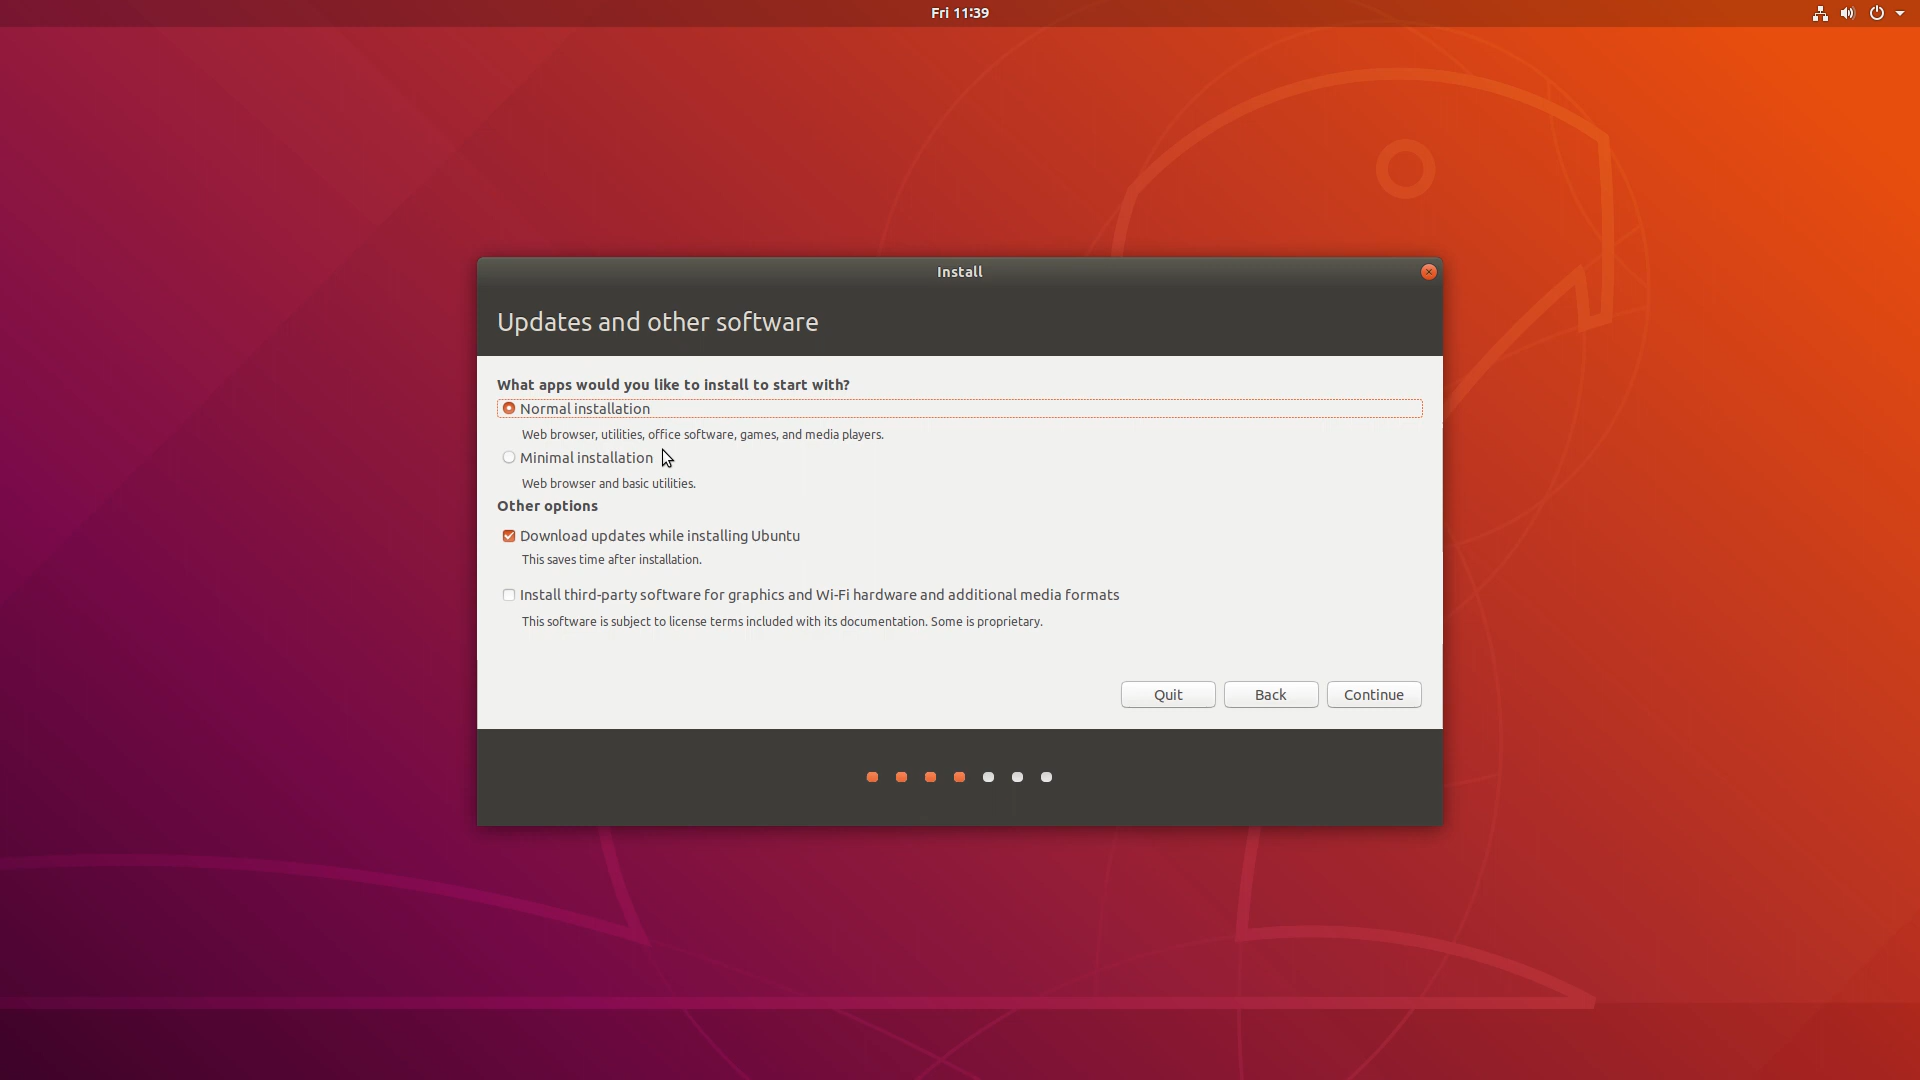 Fri 11:39
Install
Updates and other software
What apps would you like to install to start with?
Normal installation
Web browser, utilities, office software, games, and media players.
Minimal installation
Web browser and basic utilities.
Other options
Download updates while installing Ubuntu
This saves time after installation.
Install third-party software for graphics and Wi-Fi hardware and additional media formats
This software is subject to license terms included with its documentation. Some is proprietary.
Quit Back Continue